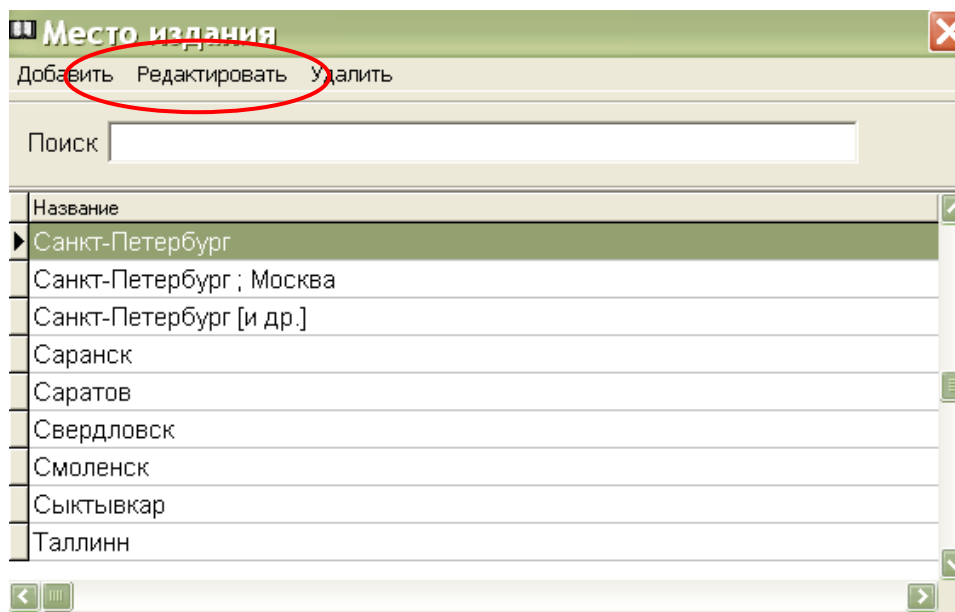 Место издания
Добавить Редактировать Удалить
Поиск
Название
Санкт-Петербург
Санкт-Петербург ; Москва
Санкт-Петербург [и др.]
Саранск
Саратов
Свердловск
Смоленск
Сыктывкар
Таллинн